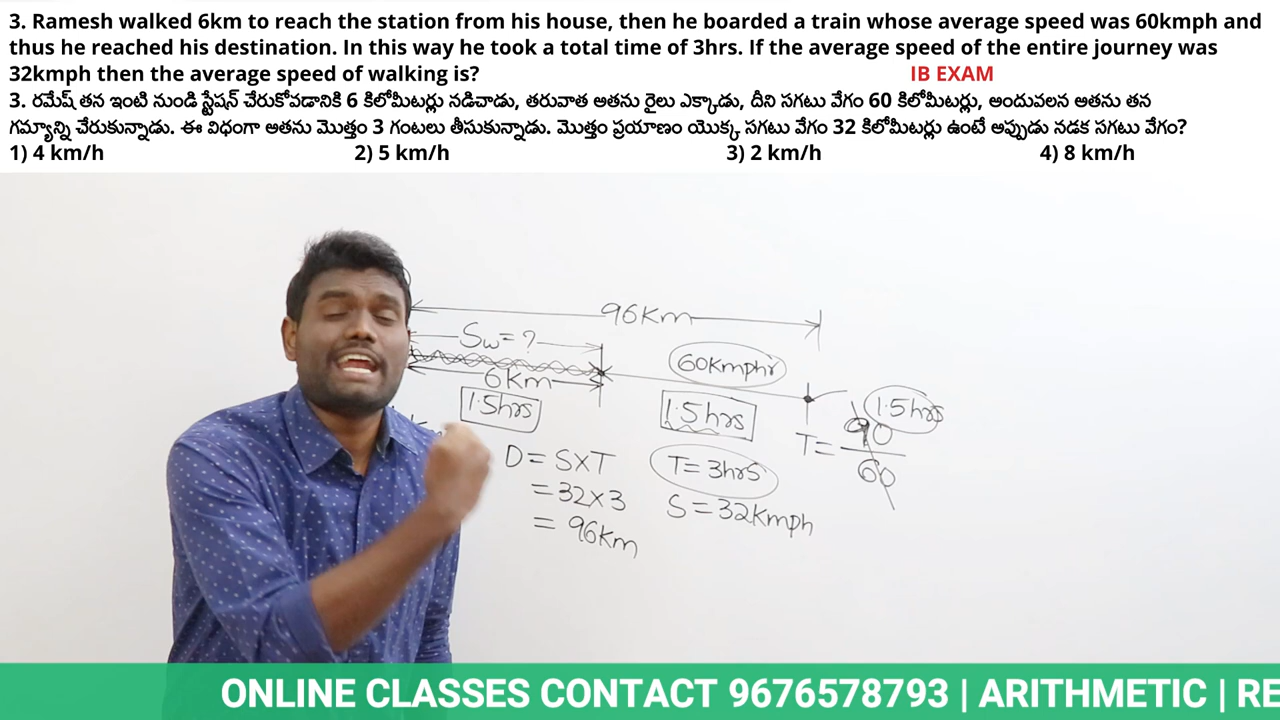 3. Ramesh walked 6km to reach the station from his house, then he boarded a train whose average speed was 60kmph and
thus he reached his destination. In this way he took a total time of 3hrs. If the average speed of the entire journey was
32kmph then the average speed of walking is? IB EXAM
3. రమేష్ తన ఇంటి నుండి స్టేషన్ చేరుకోవడానికి 6 కిలోమీటర్లు నడిచాడు, తరువాత అతను రైలు ఎక్కాడు, దీని సగటు వేగం 60 కిలోమీటర్లు, అందువలన అతను తన
గమ్యాన్ని చేరుకున్నాడు. ఈ విధంగా అతను మొత్తం 3 గంటలు తీసుకున్నాడు. మొత్తం ప్రయాణం యొక్క సగటు వేగం 32 కిలోమీటర్లు ఉంటే అప్పుడు నడక సగటు వేగం?
1) 4 km/h 2) 5 km/h 3) 2 km/h 4) 8 km/h
96Km
Sw=?
60Kmphr
6Km
1.5hrs
1.5hrs
1.5hrs
T= 90
60
D= S×T
T= 3hrs
=32×3
S=32Kmph
= 96Km
ONLINE CLASSES CONTACT 9676578793 | ARITHMETIC | RE